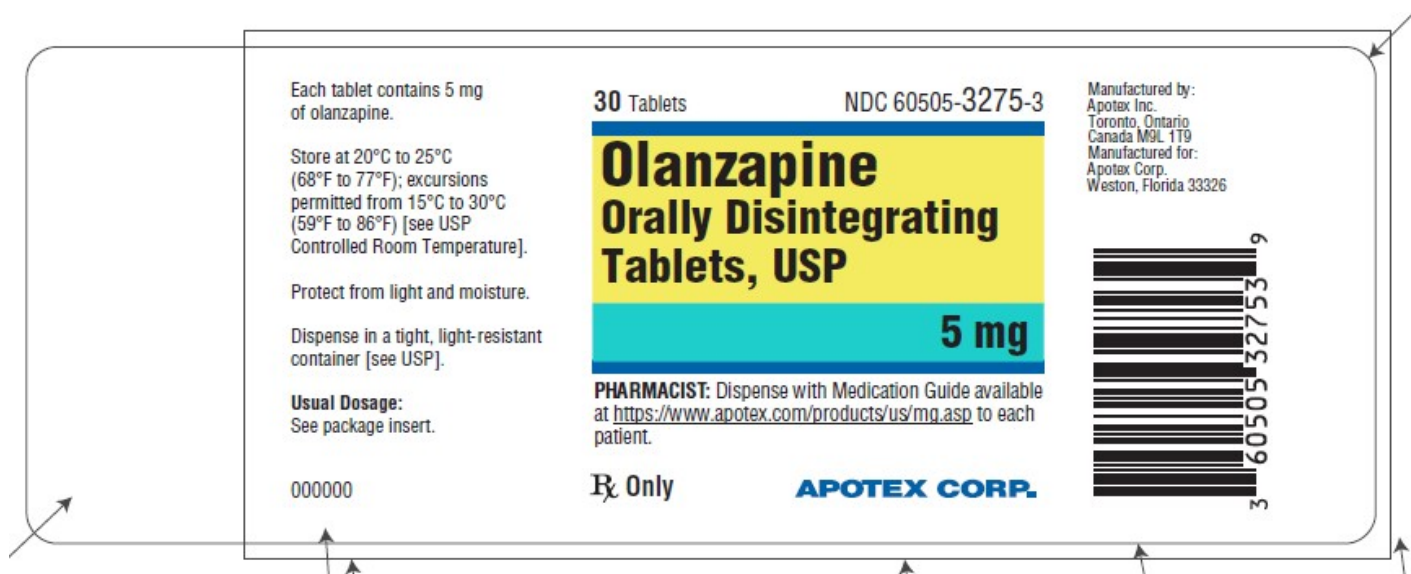 Each tablet contains 5 mg
of olanzapine.
Store at 20°C to 25°C
(68°F to 77°F); excursions
permitted from 15°C to 30°C
(59°F to 86°F) [see USP
Controlled Room Temperature].
Protect from light and moisture.
Dispense in a tight, light-resistant
container [see USP].
Usual Dosage:
See package insert.
000000
30 Tablets NDC 60505-3275-3
Olanzapine
Orally Disintegrating
Tablets, USP
5 mg
PHARMACIST: Dispense with Medication Guide available
at https://www.apotex.com/products/us/mg.asp to each
patient.
℞ Only APOTEX CORP.
Manufactured by:
Apotex Inc.
Toronto, Ontario
Canada M9L 1T9
Manufactured for:
Apotex Corp.
Weston, Florida 33326
3 60505 32753 9